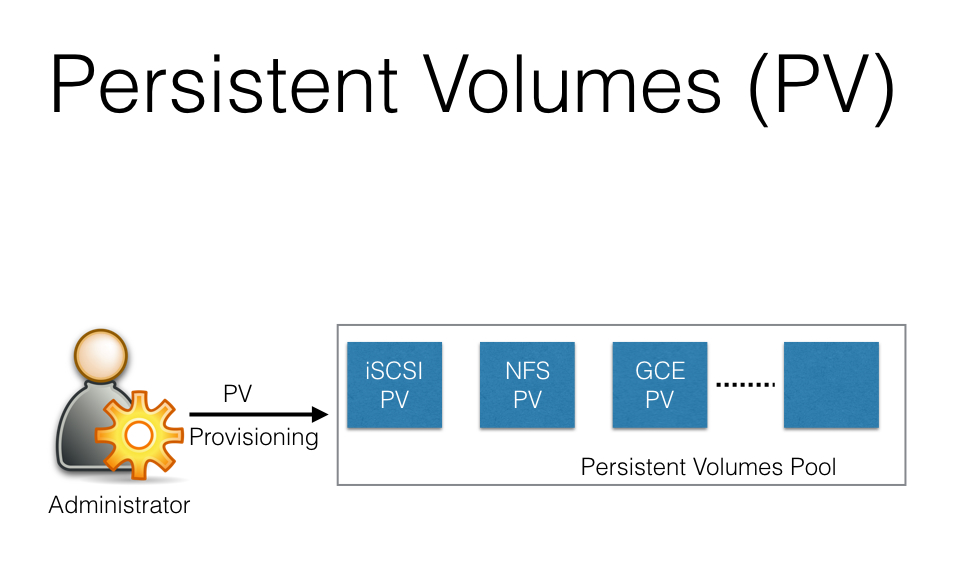 Persistent Volumes (PV)
iSCSI
PV
NFS
PV
GCE
PV
PV
Provisioning
Persistent Volumes Pool
Administrator